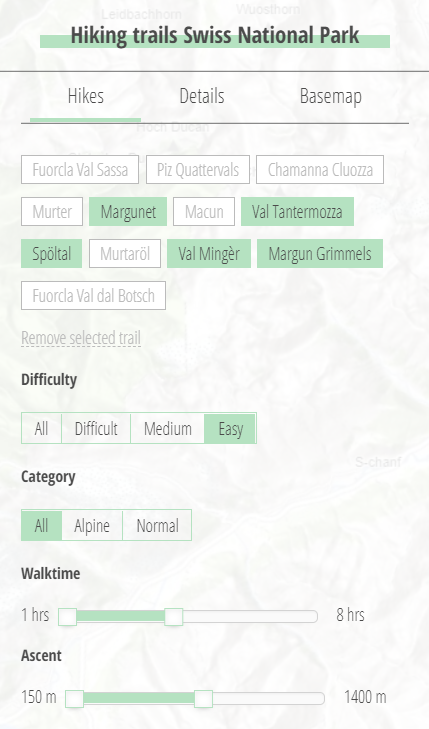 Leidbachhorn
Wuosthorn
Hiking trails Swiss National Park
Hikes Details Basemap
Hoch Ducan
Fuorcla Val Sassa Piz Quattervals Chamanna Cluozza
Murter Margunet Macun Val Tantermozza
Spöltal Murtaröl Val Mingèr Margun Grimmels
Fuorcla Val dal Botsch
Remove selected trail
Difficulty
All Difficult Medium Easy
S-chanf
Category
All Alpine Normal
Walktime
1 hrs 8 hrs
Ascent
150 m 1400 m